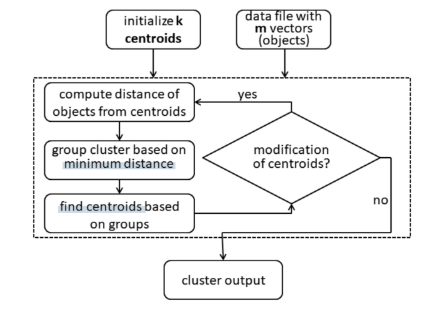 initialize k
centroids
data file with
m vectors
(objects)
compute distance of
objects from centroids
yes
group cluster based on
minimum distance
modification
of centroids?
find centroids based
on groups
no
cluster output